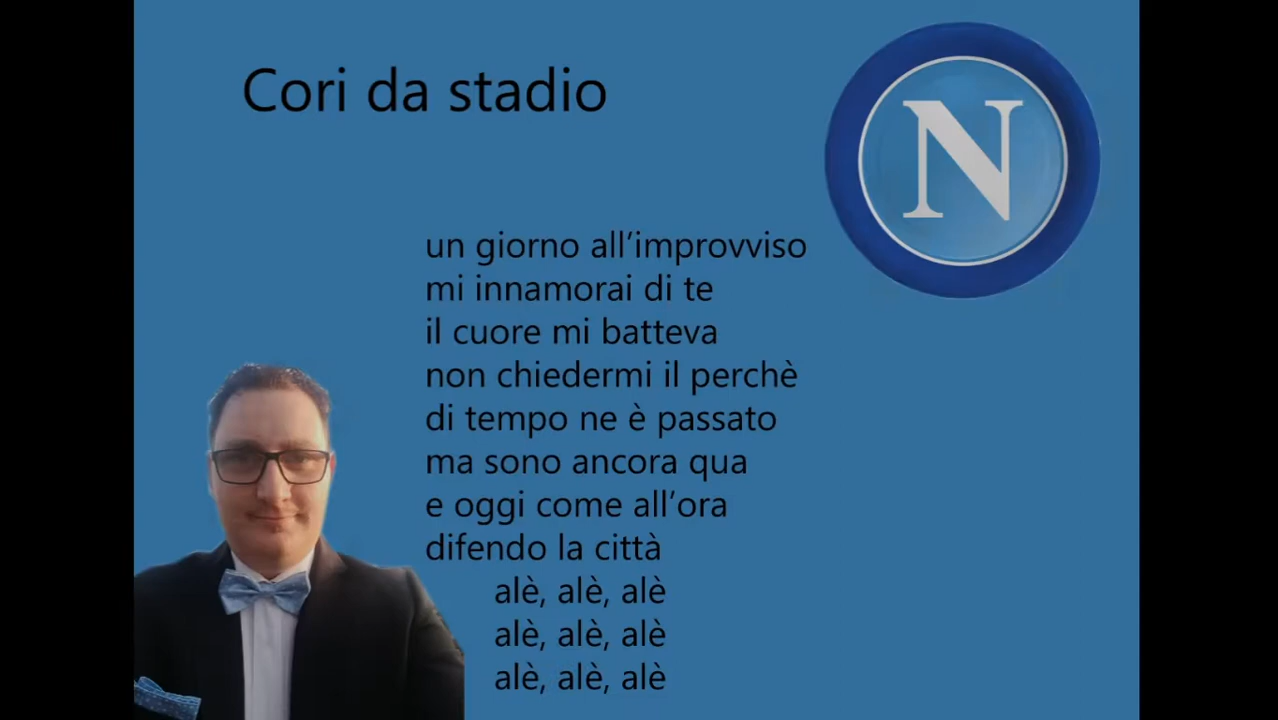 Cori da stadio
N
un giorno all’improvviso
mi innamorai di te
il cuore mi batteva
non chiedermi il perchè
di tempo ne è passato
ma sono ancora qua
e oggi come all’ora
difendo la città
alè, alè, alè
alè, alè, alè
alè, alè, alè